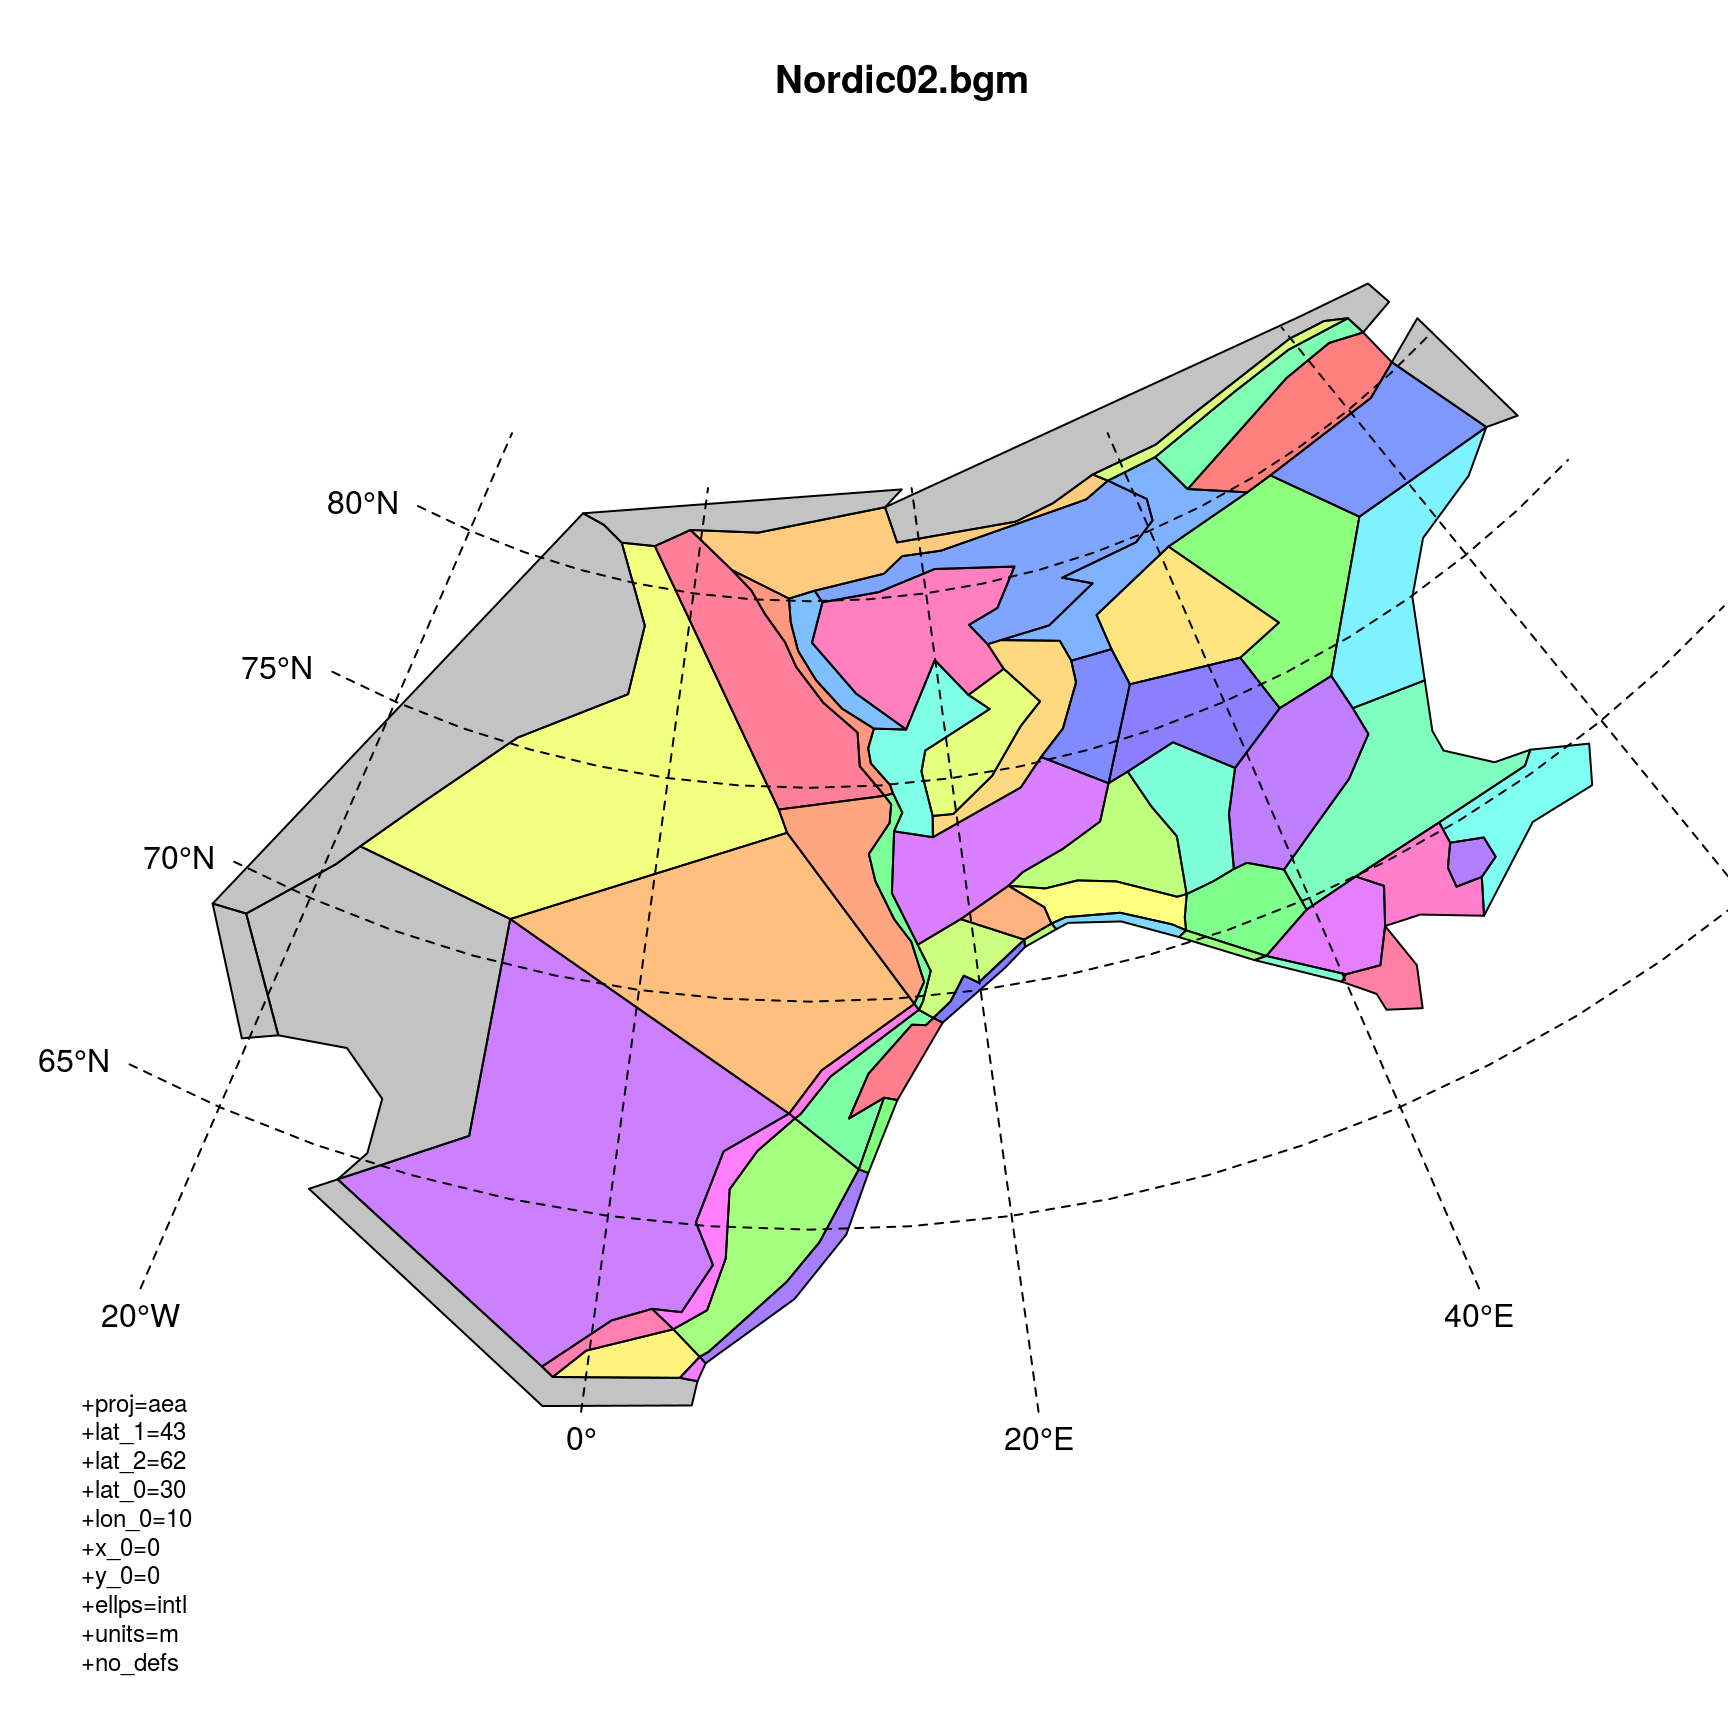 Nordic02.bgm
80°N
75°N
70°N
65°N
20°W
40°E
0°
20°E
+proj=aea
+lat_1=43
+lat_2=62
+lat_0=30
+lon_0=10
+x_0=0
+y_0=0
+ellps=intl
+units=m
+no_defs